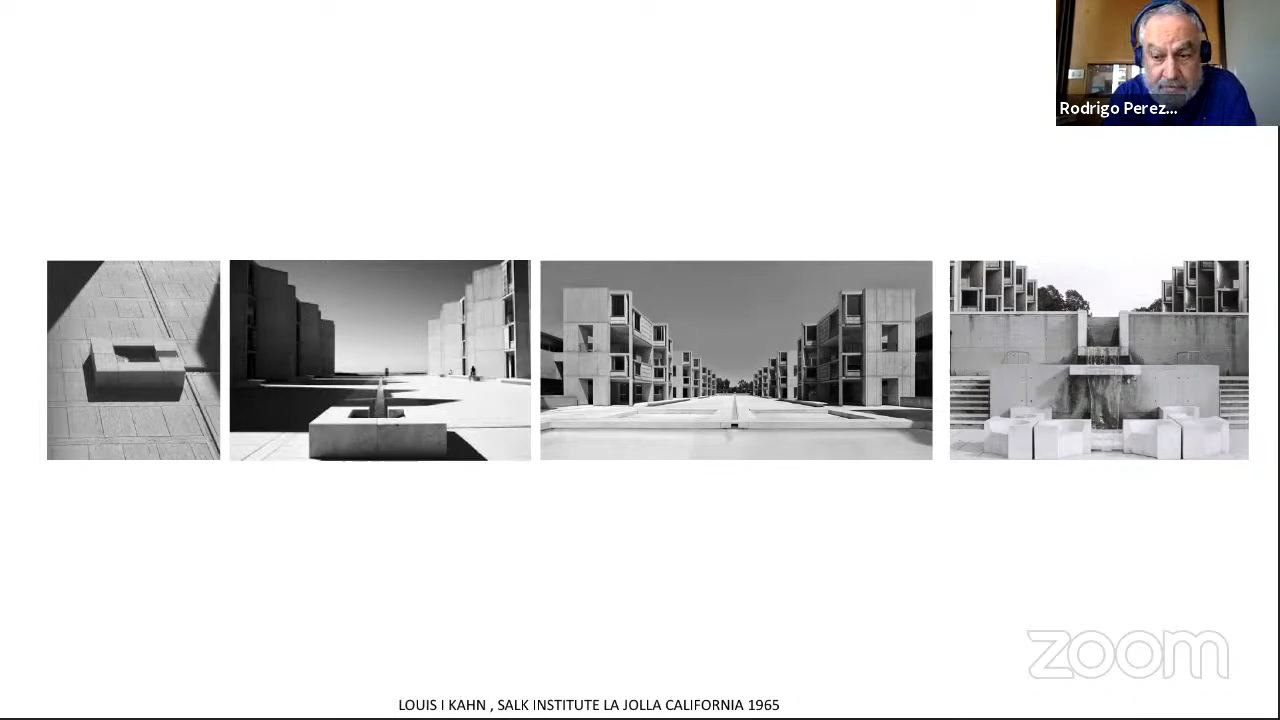 Rodrigo Perez...
zoom
LOUIS I KAHN , SALK INSTITUTE LA JOLLA CALIFORNIA 1965